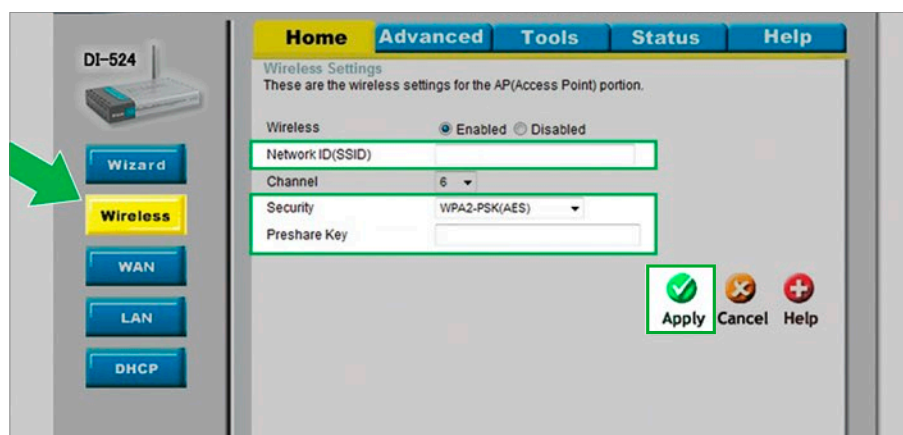 Home Advanced Tools Status Help
DI-524
Wireless Settings
These are the wireless settings for the AP(Access Point) portion.
Wireless Enabled Disabled
Wizard
Network ID(SSID)
Channel 6
Wireless
Security WPA2-PSK(AES)
Preshare Key
WAN
LAN
Apply Cancel Help
DHCP